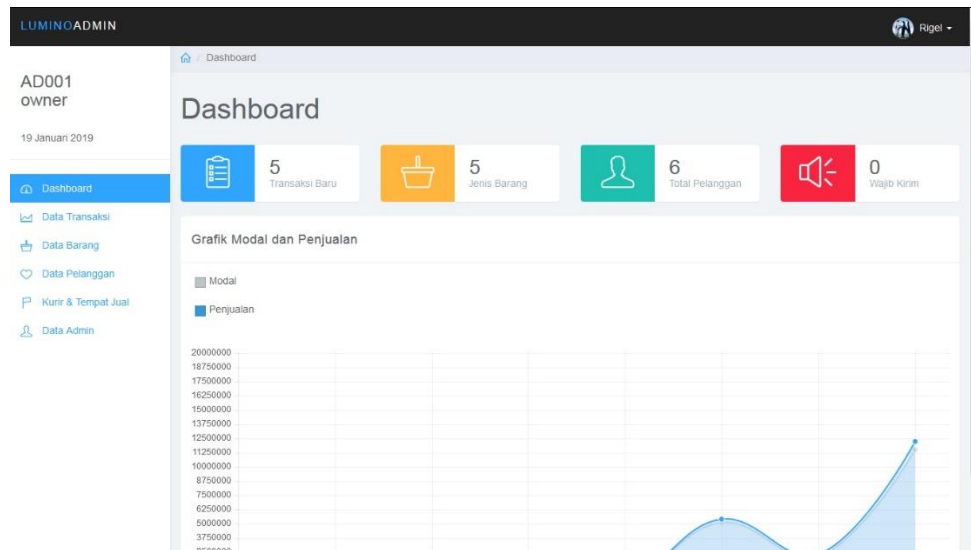 LUMINOADMIN
Rigel
AD001
owner
19 Januari 2019
Dashboard
Data Transaksi
Data Barang
Data Pelanggan
Kurir & Tempat Jual
Data Admin
/ Dashboard
Dashboard
5
Transaksi Baru
5
Jenis Barang
6
Total Pelanggan
0
Wajib Kirim
Grafik Modal dan Penjualan
Modal
Penjualan
20000000
18750000
17500000
16250000
15000000
13750000
12500000
11250000
10000000
8750000
7500000
6250000
5000000
3750000